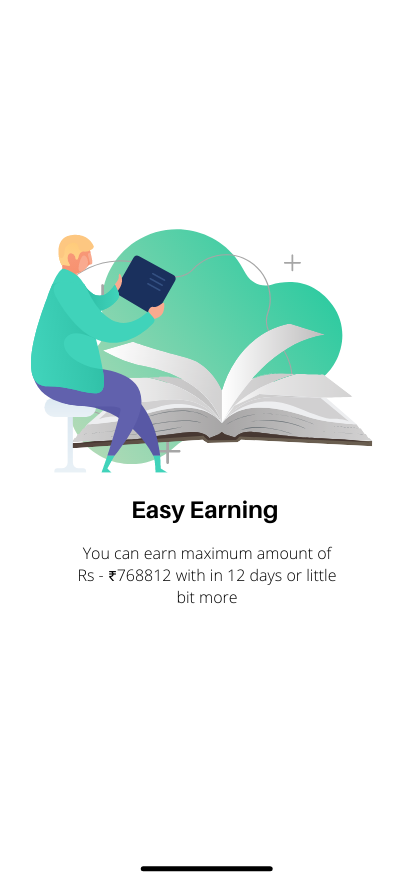 Easy Earning
You can earn maximum amount of
Rs - ₹768812 with in 12 days or little
bit more